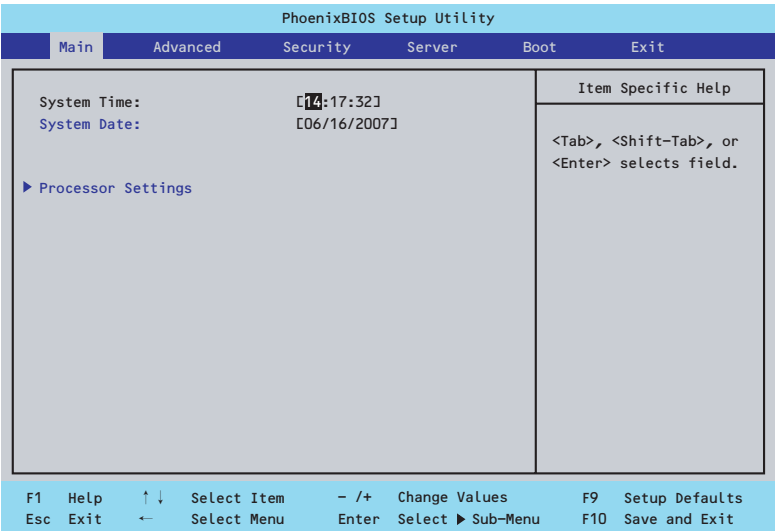 PhoenixBIOS Setup Utility
Main Advanced Security Server Boot Exit
System Time: [14:17:32]
System Date: [06/16/2007]
▶ Processor Settings
Item Specific Help
<Tab>, <Shift-Tab>, or
<Enter> selects field.
F1 Help ↑↓ Select Item - /+ Change Values F9 Setup Defaults
Esc Exit ← Select Menu Enter Select ▶ Sub-Menu F10 Save and Exit